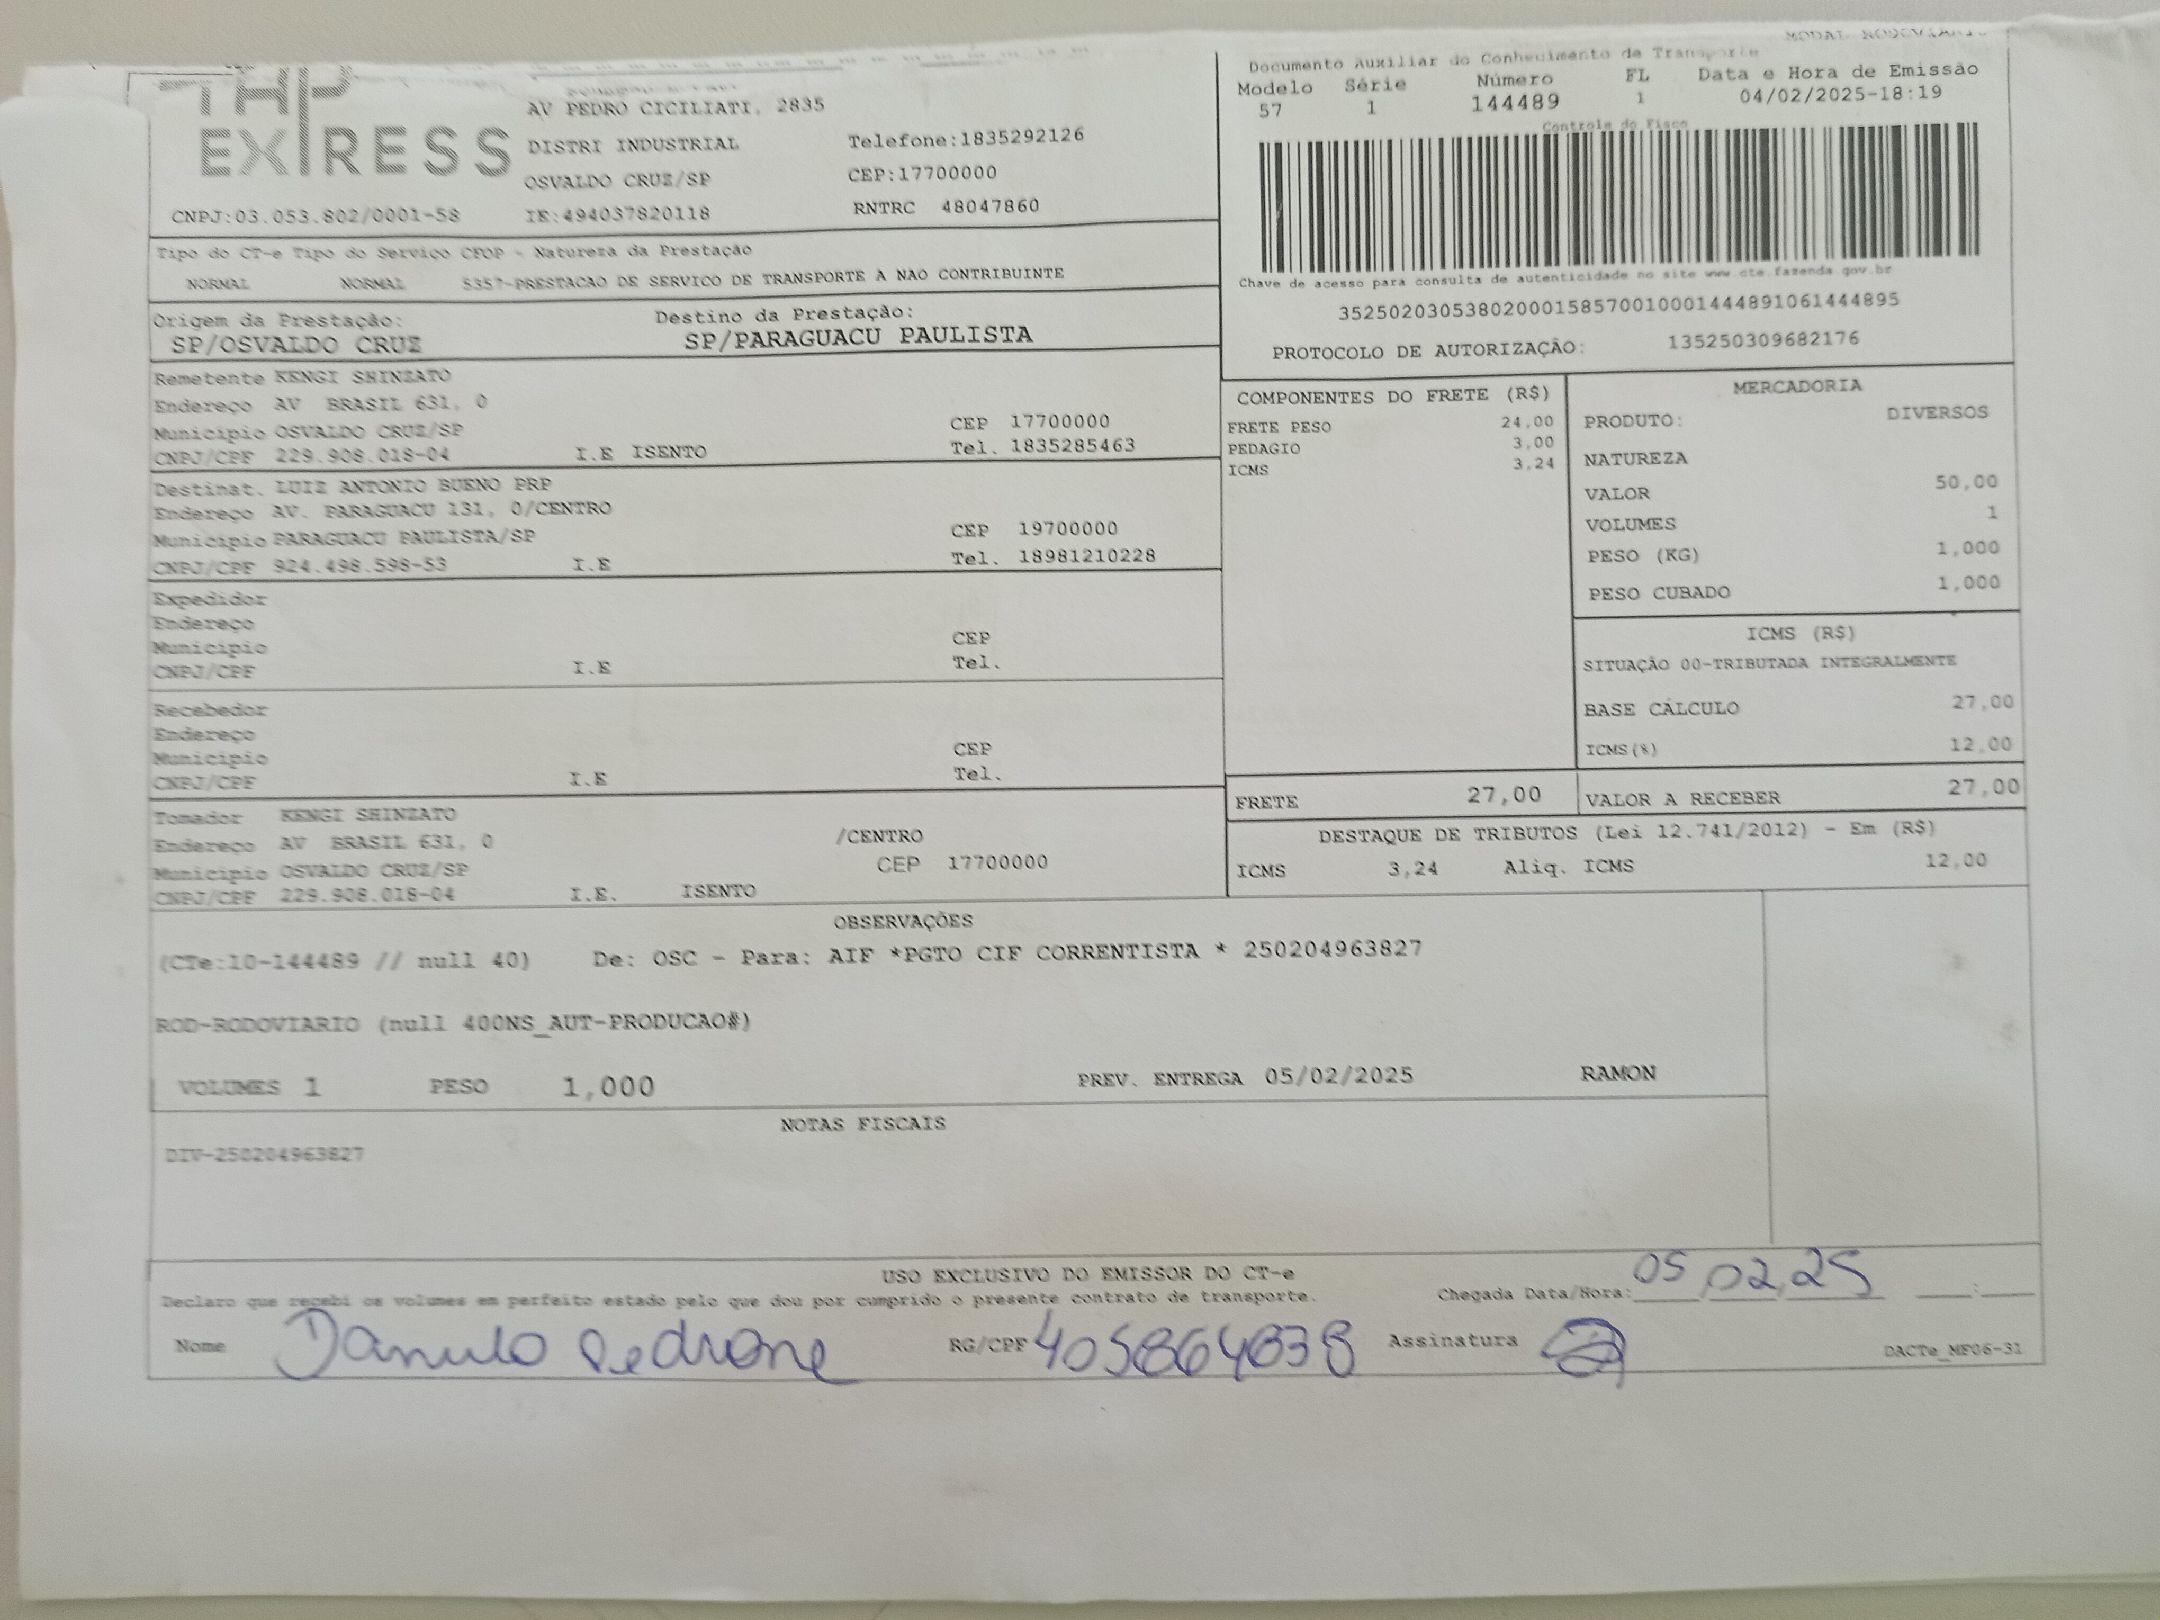 MODAL RODOVIARIO
THP
EXPRESS
AV PEDRO CICILIATI, 2835
DISTRI INDUSTRIAL Telefone:1835292126
OSVALDO CRUZ/SP CEP:17700000
CNPJ:03.053.802/0001-58 IE:494037820118 RNTRC 48047860
Documento Auxiliar do Conhecimento de Transporte
Modelo Série Número FL Data e Hora de Emissão
57 1 144489 1 04/02/2025-18:19
Controle do Fisco
Chave de acesso para consulta de autenticidade no site www.cte.fazenda.gov.br
35250203053802000158570010001444891061444895
PROTOCOLO DE AUTORIZAÇÃO: 135250309682176
Tipo do CT-e Tipo do Serviço CFOP - Natureza da Prestação
NORMAL NORMAL 5357-PRESTACAO DE SERVICO DE TRANSPORTE A NAO CONTRIBUINTE
Origem da Prestação: Destino da Prestação:
SP/OSVALDO CRUZ SP/PARAGUACU PAULISTA
Remetente KENGI SHINZATO
Endereço AV BRASIL 631, 0
Municipio OSVALDO CRUZ/SP CEP 17700000
CNPJ/CPF 229.908.018-04 I.E ISENTO Tel. 1835285463
Destinat. LUIZ ANTONIO BUENO PRP
Endereço AV. PARAGUACU 131, 0/CENTRO
Municipio PARAGUACU PAULISTA/SP CEP 19700000
CNPJ/CPF 924.498.598-53 I.E Tel. 18981210228
Expedidor
Endereço
Municipio CEP
CNPJ/CPF I.E Tel.
Recebedor
Endereço
Municipio CEP
CNPJ/CPF I.E Tel.
Tomador KENGI SHINZATO
Endereço AV BRASIL 631, 0 /CENTRO
Municipio OSVALDO CRUZ/SP CEP 17700000
CNPJ/CPF 229.908.018-04 I.E. ISENTO
COMPONENTES DO FRETE (R$)
FRETE PESO 24,00
PEDAGIO 3,00
ICMS 3,24
MERCADORIA
PRODUTO: DIVERSOS
NATUREZA
VALOR 50,00
VOLUMES 1
PESO (KG) 1,000
PESO CUBADO 1,000
ICMS (R$)
SITUAÇÃO 00-TRIBUTADA INTEGRALMENTE
BASE CÁLCULO 27,00
ICMS(%) 12,00
FRETE 27,00 VALOR A RECEBER 27,00
DESTAQUE DE TRIBUTOS (Lei 12.741/2012) - Em (R$)
ICMS 3,24 Aliq. ICMS 12,00
OBSERVAÇÕES
(CTe:10-144489 // null 40) De: OSC - Para: AIF *PGTO CIF CORRENTISTA * 250204963827
ROD-RODOVIARIO (null 400NS_AUT-PRODUCAO#)
VOLUMES 1 PESO 1,000 PREV. ENTREGA 05/02/2025 RAMON
NOTAS FISCAIS
DIV-250204963827
USO EXCLUSIVO DO EMISSOR DO CT-e
Declaro que recebi os volumes em perfeito estado pelo que dou por cumprido o presente contrato de transporte. Chegada Data/Hora: 05 02 25 :
Nome Danulo Pedrone RG/CPF 405864838 Assinatura
DACTe_MF06-31